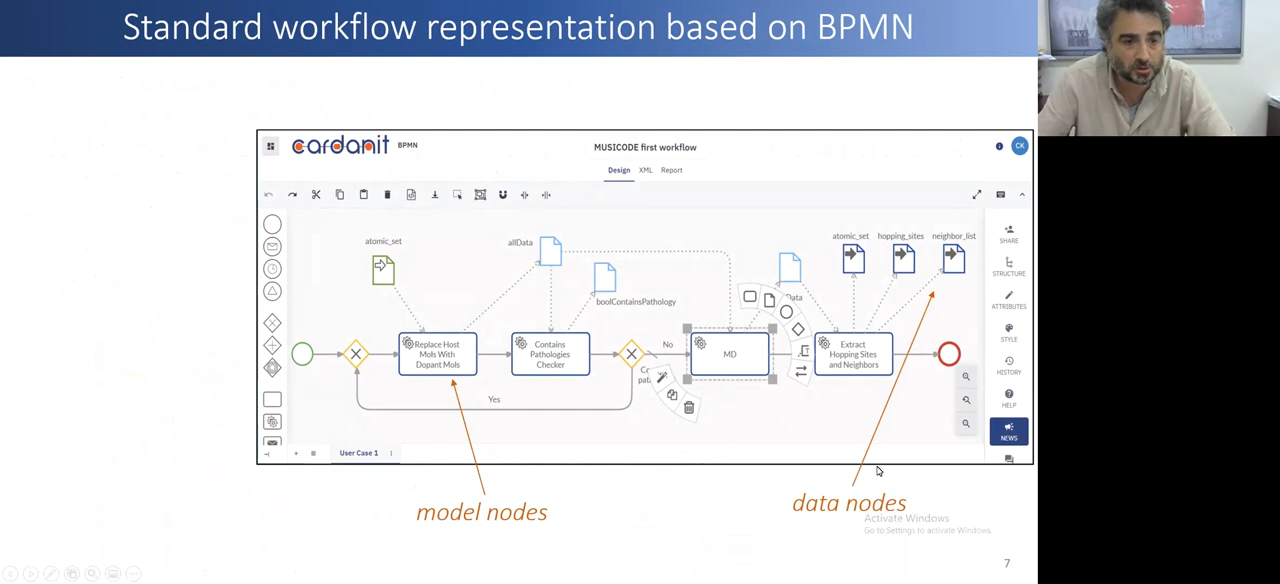 Standard workflow representation based on BPMN
cardanit BPMN
MUSICODE first workflow
CK
Design XML Report
atomic_set
allData
boolContainsPathology
Data
atomic_set hopping_sites neighbor_list
Replace Host
Mols With
Dopant Mols
Contains
Pathologies
Checker
No
MD
Extract
Hopping Sites
and Neighbors
Yes
SHARE
STRUCTURE
ATTRIBUTES
STYLE
HISTORY
HELP
NEWS
User Case 1
model nodes
data nodes
Activate Windows
Go to Settings to activate Windows.
7